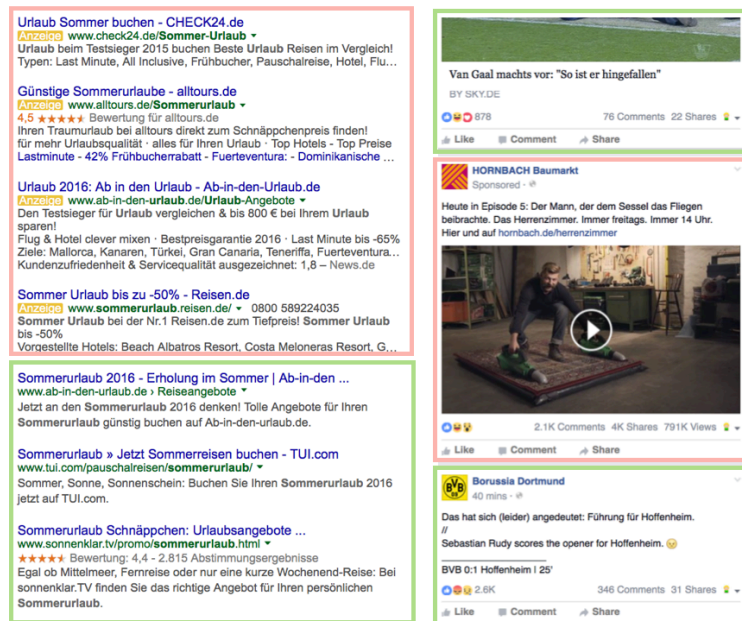 Urlaub Sommer buchen - CHECK24.de
Anzeige www.check24.de/Sommer-Urlaub
Urlaub beim Testsieger 2015 buchen Beste Urlaub Reisen im Vergleich!
Typen: Last Minute, All Inclusive, Frühbucher, Pauschalreise, Hotel, Flu...
Günstige Sommerurlaube - alltours.de
Anzeige www.alltours.de/Sommerurlaub
4,5 ★★★★★ Bewertung für alltours.de
Ihren Traumurlaub bei alltours direkt zum Schnäppchenpreis finden!
für mehr Urlaubsqualität · alles für Ihren Urlaub · Top Hotels - Top Preise
Lastminute - 42% Frühbucherrabatt - Fuerteventura: - Dominikanische ...
Urlaub 2016: Ab in den Urlaub - Ab-in-den-Urlaub.de
Anzeige www.ab-in-den-urlaub.de/Urlaub-Angebote
Den Testsieger für Urlaub vergleichen & bis 800 € bei Ihrem Urlaub
sparen!
Flug & Hotel clever mixen · Bestpreisgarantie 2016 · Last Minute bis -65%
Ziele: Mallorca, Kanaren, Türkei, Gran Canaria, Teneriffa, Fuerteventura...
Kundenzufriedenheit & Servicequalität ausgezeichnet: 1,8 – News.de
Sommer Urlaub bis zu -50% - Reisen.de
Anzeige www.sommerurlaub.reisen.de/ 0800 589224035
Sommer Urlaub bei der Nr.1 Reisen.de zum Tiefpreis! Sommer Urlaub
bis -50%
Vorgestellte Hotels: Beach Albatros Resort, Costa Meloneras Resort, G...
Sommerurlaub 2016 - Erholung im Sommer | Ab-in-den ...
www.ab-in-den-urlaub.de › Reiseangebote
Jetzt an den Sommerurlaub 2016 denken! Tolle Angebote für Ihren
Sommerurlaub günstig buchen auf Ab-in-den-urlaub.de.
Sommerurlaub » Jetzt Sommerreisen buchen - TUI.com
www.tui.com/pauschalreisen/sommerurlaub/
Sommer, Sonne, Sonnenschein: Buchen Sie Ihren Sommerurlaub 2016
jetzt auf TUI.com.
Sommerurlaub Schnäppchen: Urlaubsangebote ...
www.sonnenklar.tv/promo/sommerurlaub.html
★★★★★ Bewertung: 4,4 - 2.815 Abstimmungsergebnisse
Egal ob Mittelmeer, Fernreise oder nur eine kurze Wochenend-Reise: Bei
sonnenklar.TV finden Sie das richtige Angebot für Ihren persönlichen
Sommerurlaub.
Van Gaal machts vor: "So ist er hingefallen"
BY SKY.DE
878 76 Comments 22 Shares
Like Comment Share
HORNBACH Baumarkt
Sponsored ·
Heute in Episode 5: Der Mann, der dem Sessel das Fliegen
beibrachte. Das Herrenzimmer. Immer freitags. Immer 14 Uhr.
Hier und auf hornbach.de/herrenzimmer
2.1K Comments 4K Shares 791K Views
Like Comment Share
BVB 09
Borussia Dortmund
40 mins ·
Das hat sich (leider) angedeutet: Führung für Hoffenheim.
//
Sebastian Rudy scores the opener for Hoffenheim. 😥
BVB 0:1 Hoffenheim I 25'
2.6K 346 Comments 31 Shares
Like Comment Share